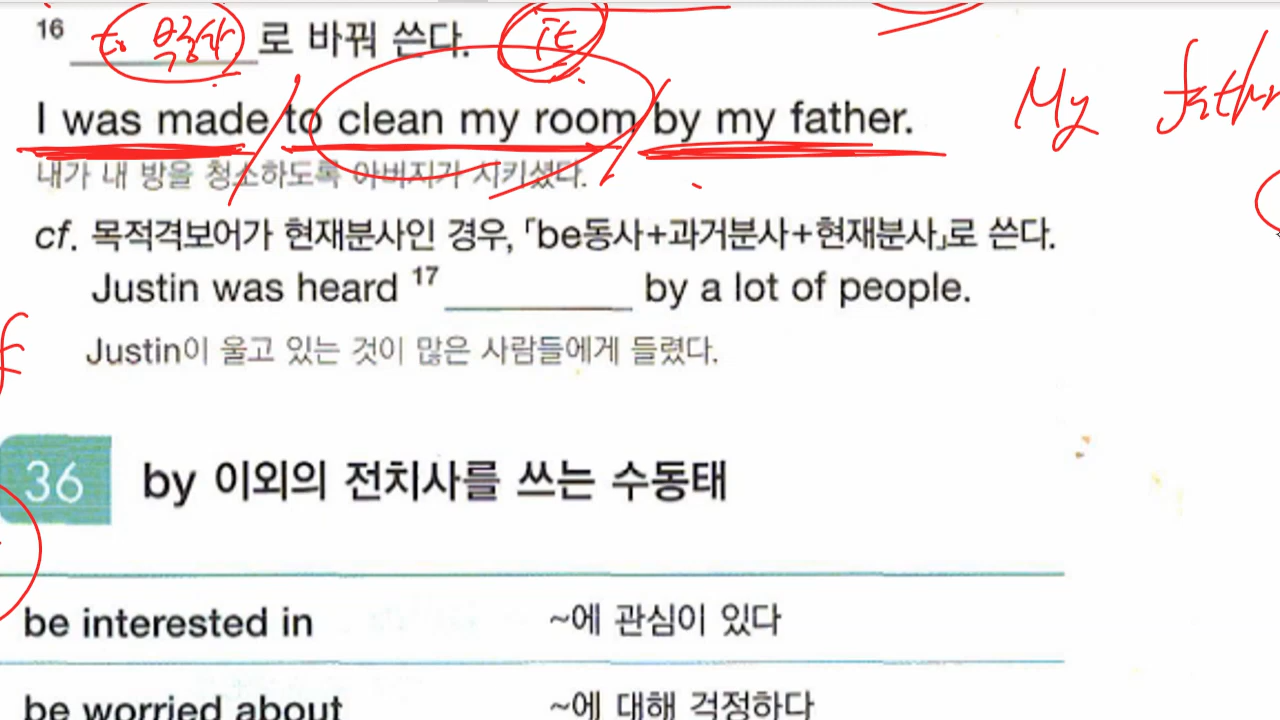 16 to 부정사 로 바꿔 쓴다. it
I was made to clean my room by my father. My father
내가 내 방을 청소하도록 아버지가 시키셨다.
cf. 목적격보어가 현재분사인 경우, 「be동사+과거분사+현재분사」로 쓴다.
Justin was heard 17 by a lot of people.
Justin이 울고 있는 것이 많은 사람들에게 들렸다.
36 by 이외의 전치사를 쓰는 수동태
be interested in ~에 관심이 있다
be worried about ~에 대해 걱정하다